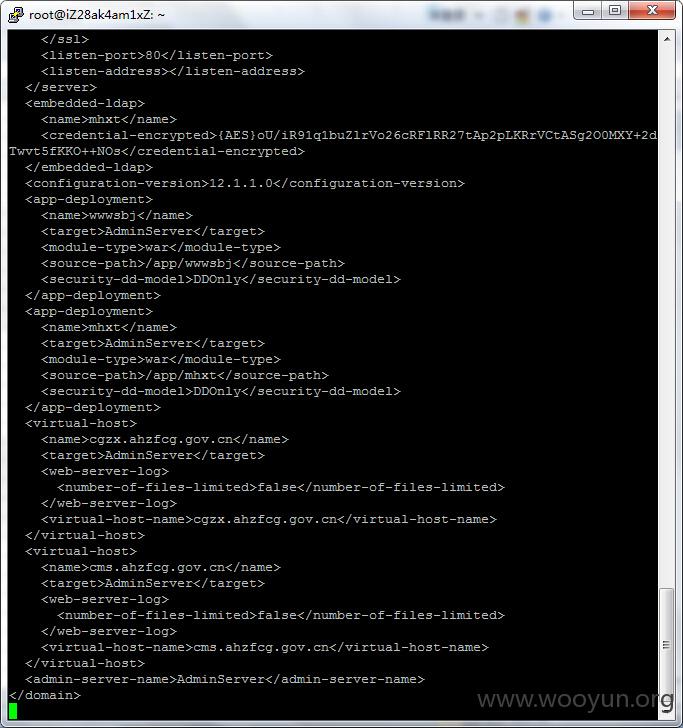 root@iZ28ak4am1xZ: ~
</ssl>
<listen-port>80</listen-port>
<listen-address></listen-address>
</server>
<embedded-ldap>
<name>mhxt</name>
<credential-encrypted>{AES}oU/iR91q1buZlrVo26cRFlRR27tAp2pLKRrVCtASg2O0MXY+2d
Twvt5fKKO++NOs</credential-encrypted>
</embedded-ldap>
<configuration-version>12.1.1.0</configuration-version>
<app-deployment>
<name>wwwsbj</name>
<target>AdminServer</target>
<module-type>war</module-type>
<source-path>/app/wwwsbj</source-path>
<security-dd-model>DDOnly</security-dd-model>
</app-deployment>
<app-deployment>
<name>mhxt</name>
<target>AdminServer</target>
<module-type>war</module-type>
<source-path>/app/mhxt</source-path>
<security-dd-model>DDOnly</security-dd-model>
</app-deployment>
<virtual-host>
<name>cgzx.ahzfcg.gov.cn</name>
<target>AdminServer</target>
<web-server-log>
<number-of-files-limited>false</number-of-files-limited>
</web-server-log>
<virtual-host-name>cgzx.ahzfcg.gov.cn</virtual-host-name>
</virtual-host>
<virtual-host>
<name>cms.ahzfcg.gov.cn</name>
<target>AdminServer</target>
<web-server-log>
<number-of-files-limited>false</number-of-files-limited>
</web-server-log>
<virtual-host-name>cms.ahzfcg.gov.cn</virtual-host-name>
</virtual-host>
<admin-server-name>AdminServer</admin-server-name>
</domain>
www.wooyun.org